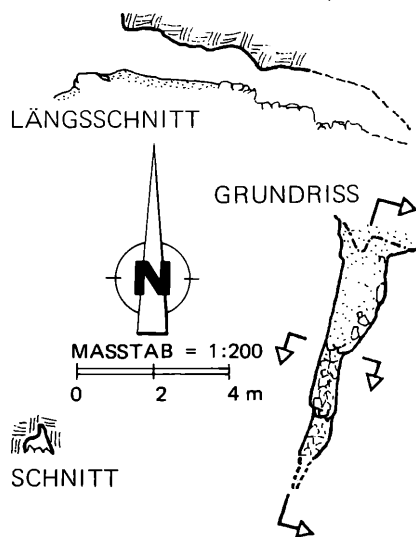 LÄNGSSCHNITT
GRUNDRISS
N
MASSTAB = 1:200
0 2 4 m
SCHNITT